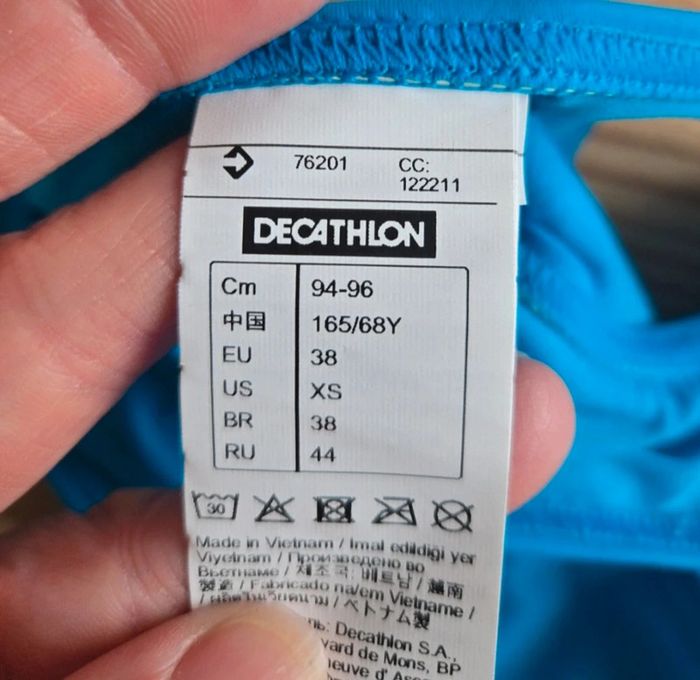 76201 CC:
122211
DECATHLON
Cm 94-96
中国 165/68Y
EU 38
US XS
BR 38
RU 44
30
Made in Vietnam / Imal edildiği yer
Viyetnam / Произведено во
Вьетнаме / 제조국: 베트남 / 越南
製造 / Fabricado na/em Vietname /
/ ベトナム製
Decathlon S.A.,
de Mons, BP